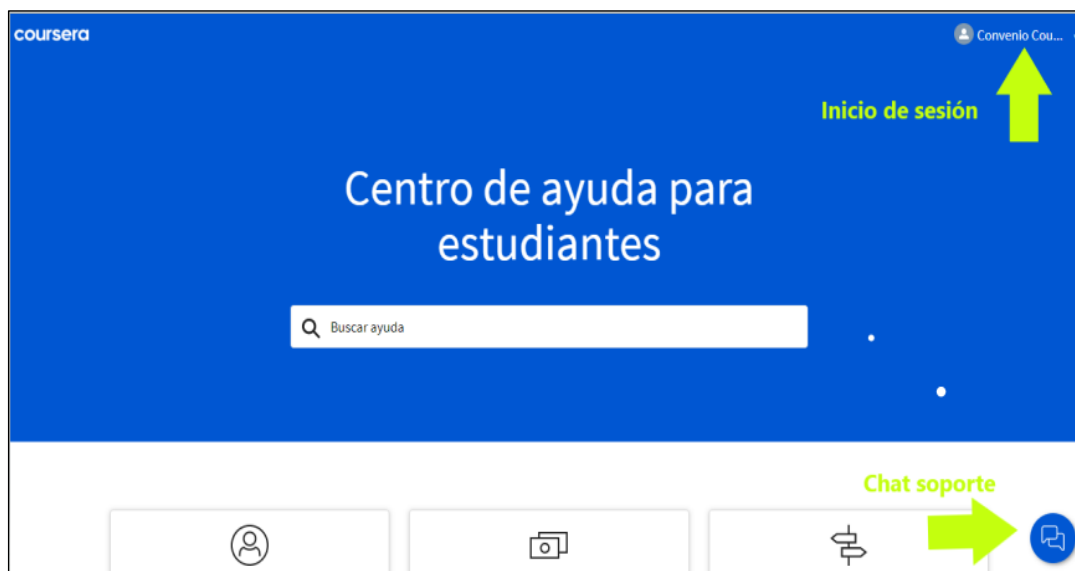 coursera
Convenio Cou...
Inicio de sesión
Centro de ayuda para
estudiantes
Buscar ayuda
Chat soporte